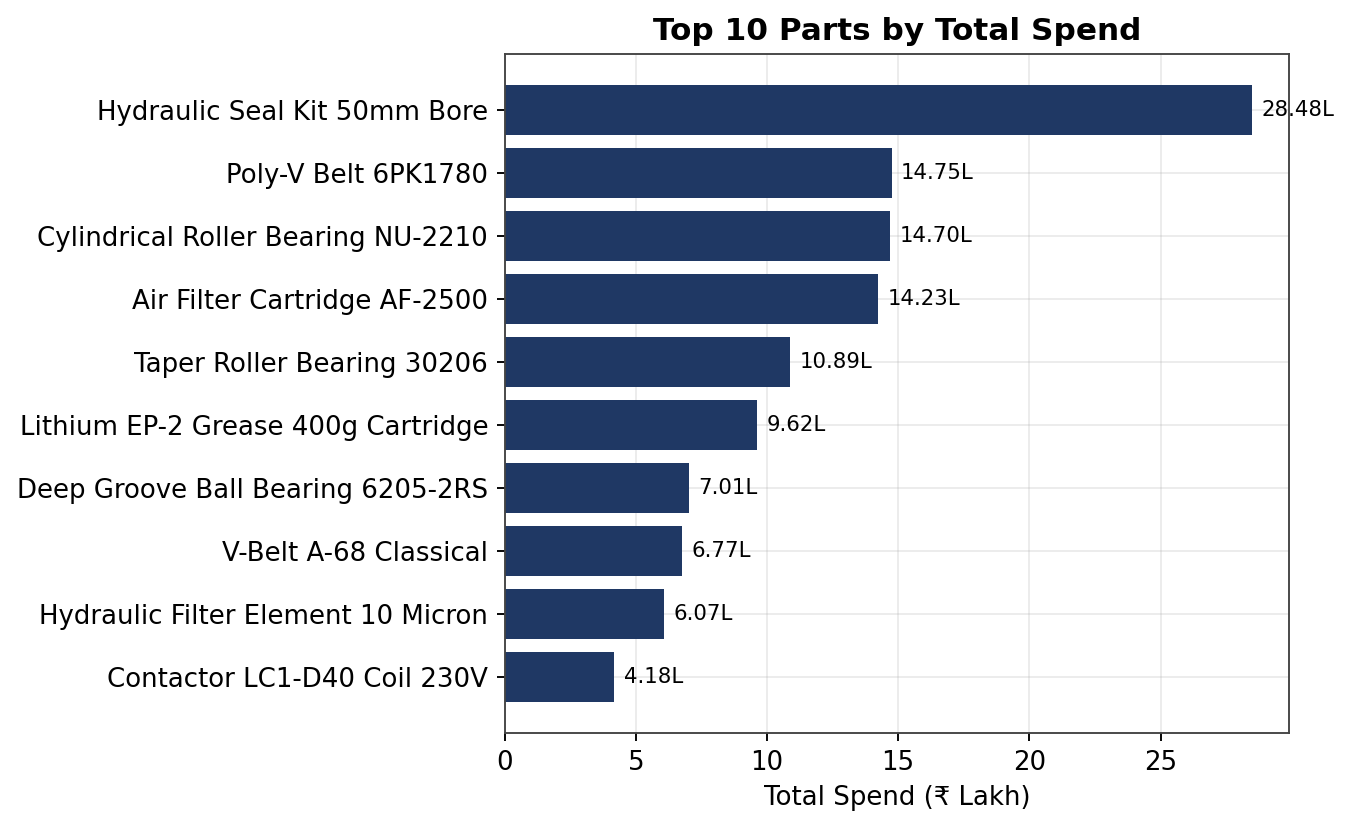 Top 10 Parts by Total Spend
Hydraulic Seal Kit 50mm Bore 28.48L
Poly-V Belt 6PK1780 14.75L
Cylindrical Roller Bearing NU-2210 14.70L
Air Filter Cartridge AF-2500 14.23L
Taper Roller Bearing 30206 10.89L
Lithium EP-2 Grease 400g Cartridge 9.62L
Deep Groove Ball Bearing 6205-2RS 7.01L
V-Belt A-68 Classical 6.77L
Hydraulic Filter Element 10 Micron 6.07L
Contactor LC1-D40 Coil 230V 4.18L
0 5 10 15 20 25
Total Spend (₹ Lakh)